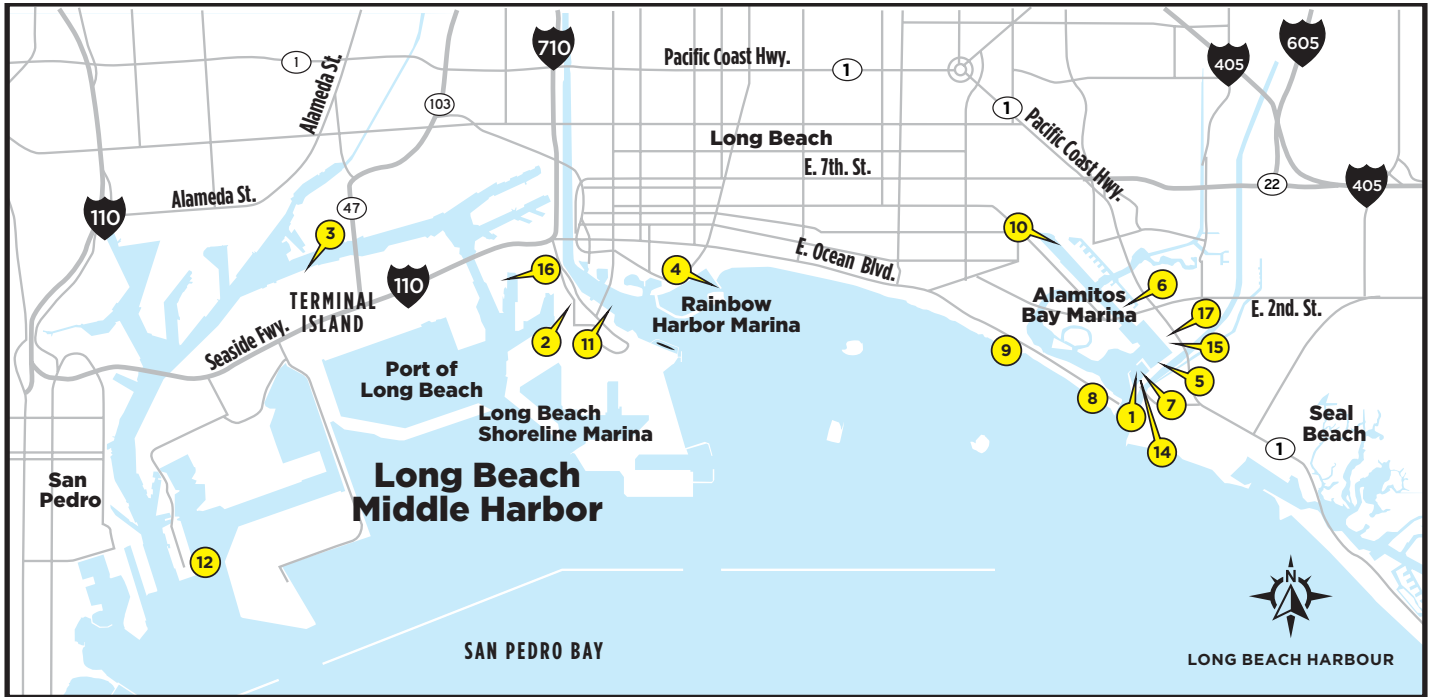 710
605
405
1
Pacific Coast Hwy.
1
Alameda St.
103
1
Pacific Coast Hwy.
Long Beach
E. 7th. St.
22
405
Alameda St.
110
47
3
10
16
4
E. Ocean Blvd.
110
TERMINAL
ISLAND
Rainbow
Harbor Marina
6
Alamitos
Bay Marina
E. 2nd. St.
17
Seaside Fwy.
2
11
9
15
Port of
Long Beach
5
8
7
1
14
Long Beach
Shoreline Marina
Seal
Beach
1
San
Pedro
Long Beach
Middle Harbor
12
N
SAN PEDRO BAY
LONG BEACH HARBOUR